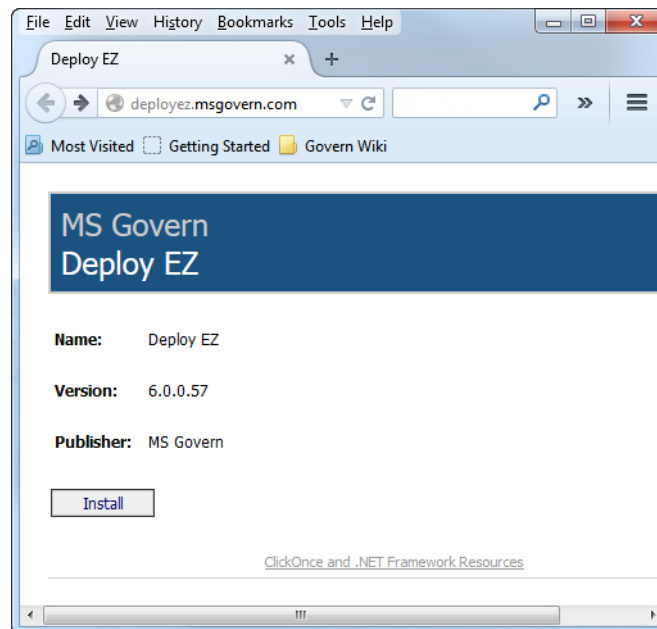 File Edit View History Bookmarks Tools Help
Deploy EZ
deployez.msgovern.com
Most Visited Getting Started Govern Wiki
MS Govern
Deploy EZ
Name: Deploy EZ
Version: 6.0.0.57
Publisher: MS Govern
Install
ClickOnce and .NET Framework Resources